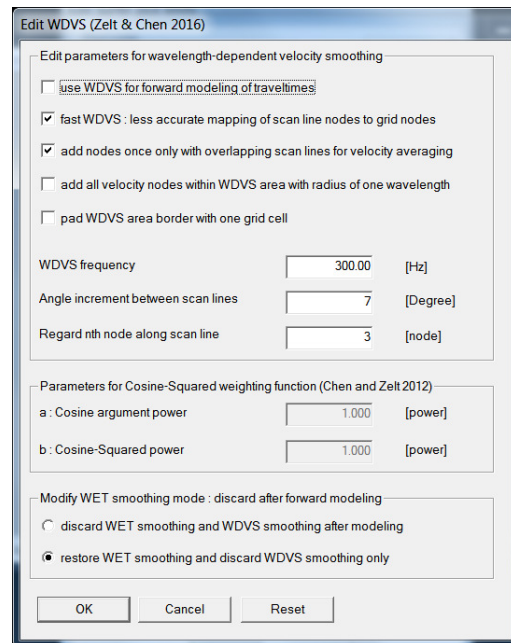 Edit WDVS (Zelt & Chen 2016)
Edit parameters for wavelength-dependent velocity smoothing
use WDVS for forward modeling of traveltimes
fast WDVS : less accurate mapping of scan line nodes to grid nodes
add nodes once only with overlapping scan lines for velocity averaging
add all velocity nodes within WDVS area with radius of one wavelength
pad WDVS area border with one grid cell
WDVS frequency 300.00 [Hz]
Angle increment between scan lines 7 [Degree]
Regard nth node along scan line 3 [node]
Parameters for Cosine-Squared weighting function (Chen and Zelt 2012)
a : Cosine argument power 1.000 [power]
b : Cosine-Squared power 1.000 [power]
Modify WET smoothing mode : discard after forward modeling
discard WET smoothing and WDVS smoothing after modeling
restore WET smoothing and discard WDVS smoothing only
OK Cancel Reset